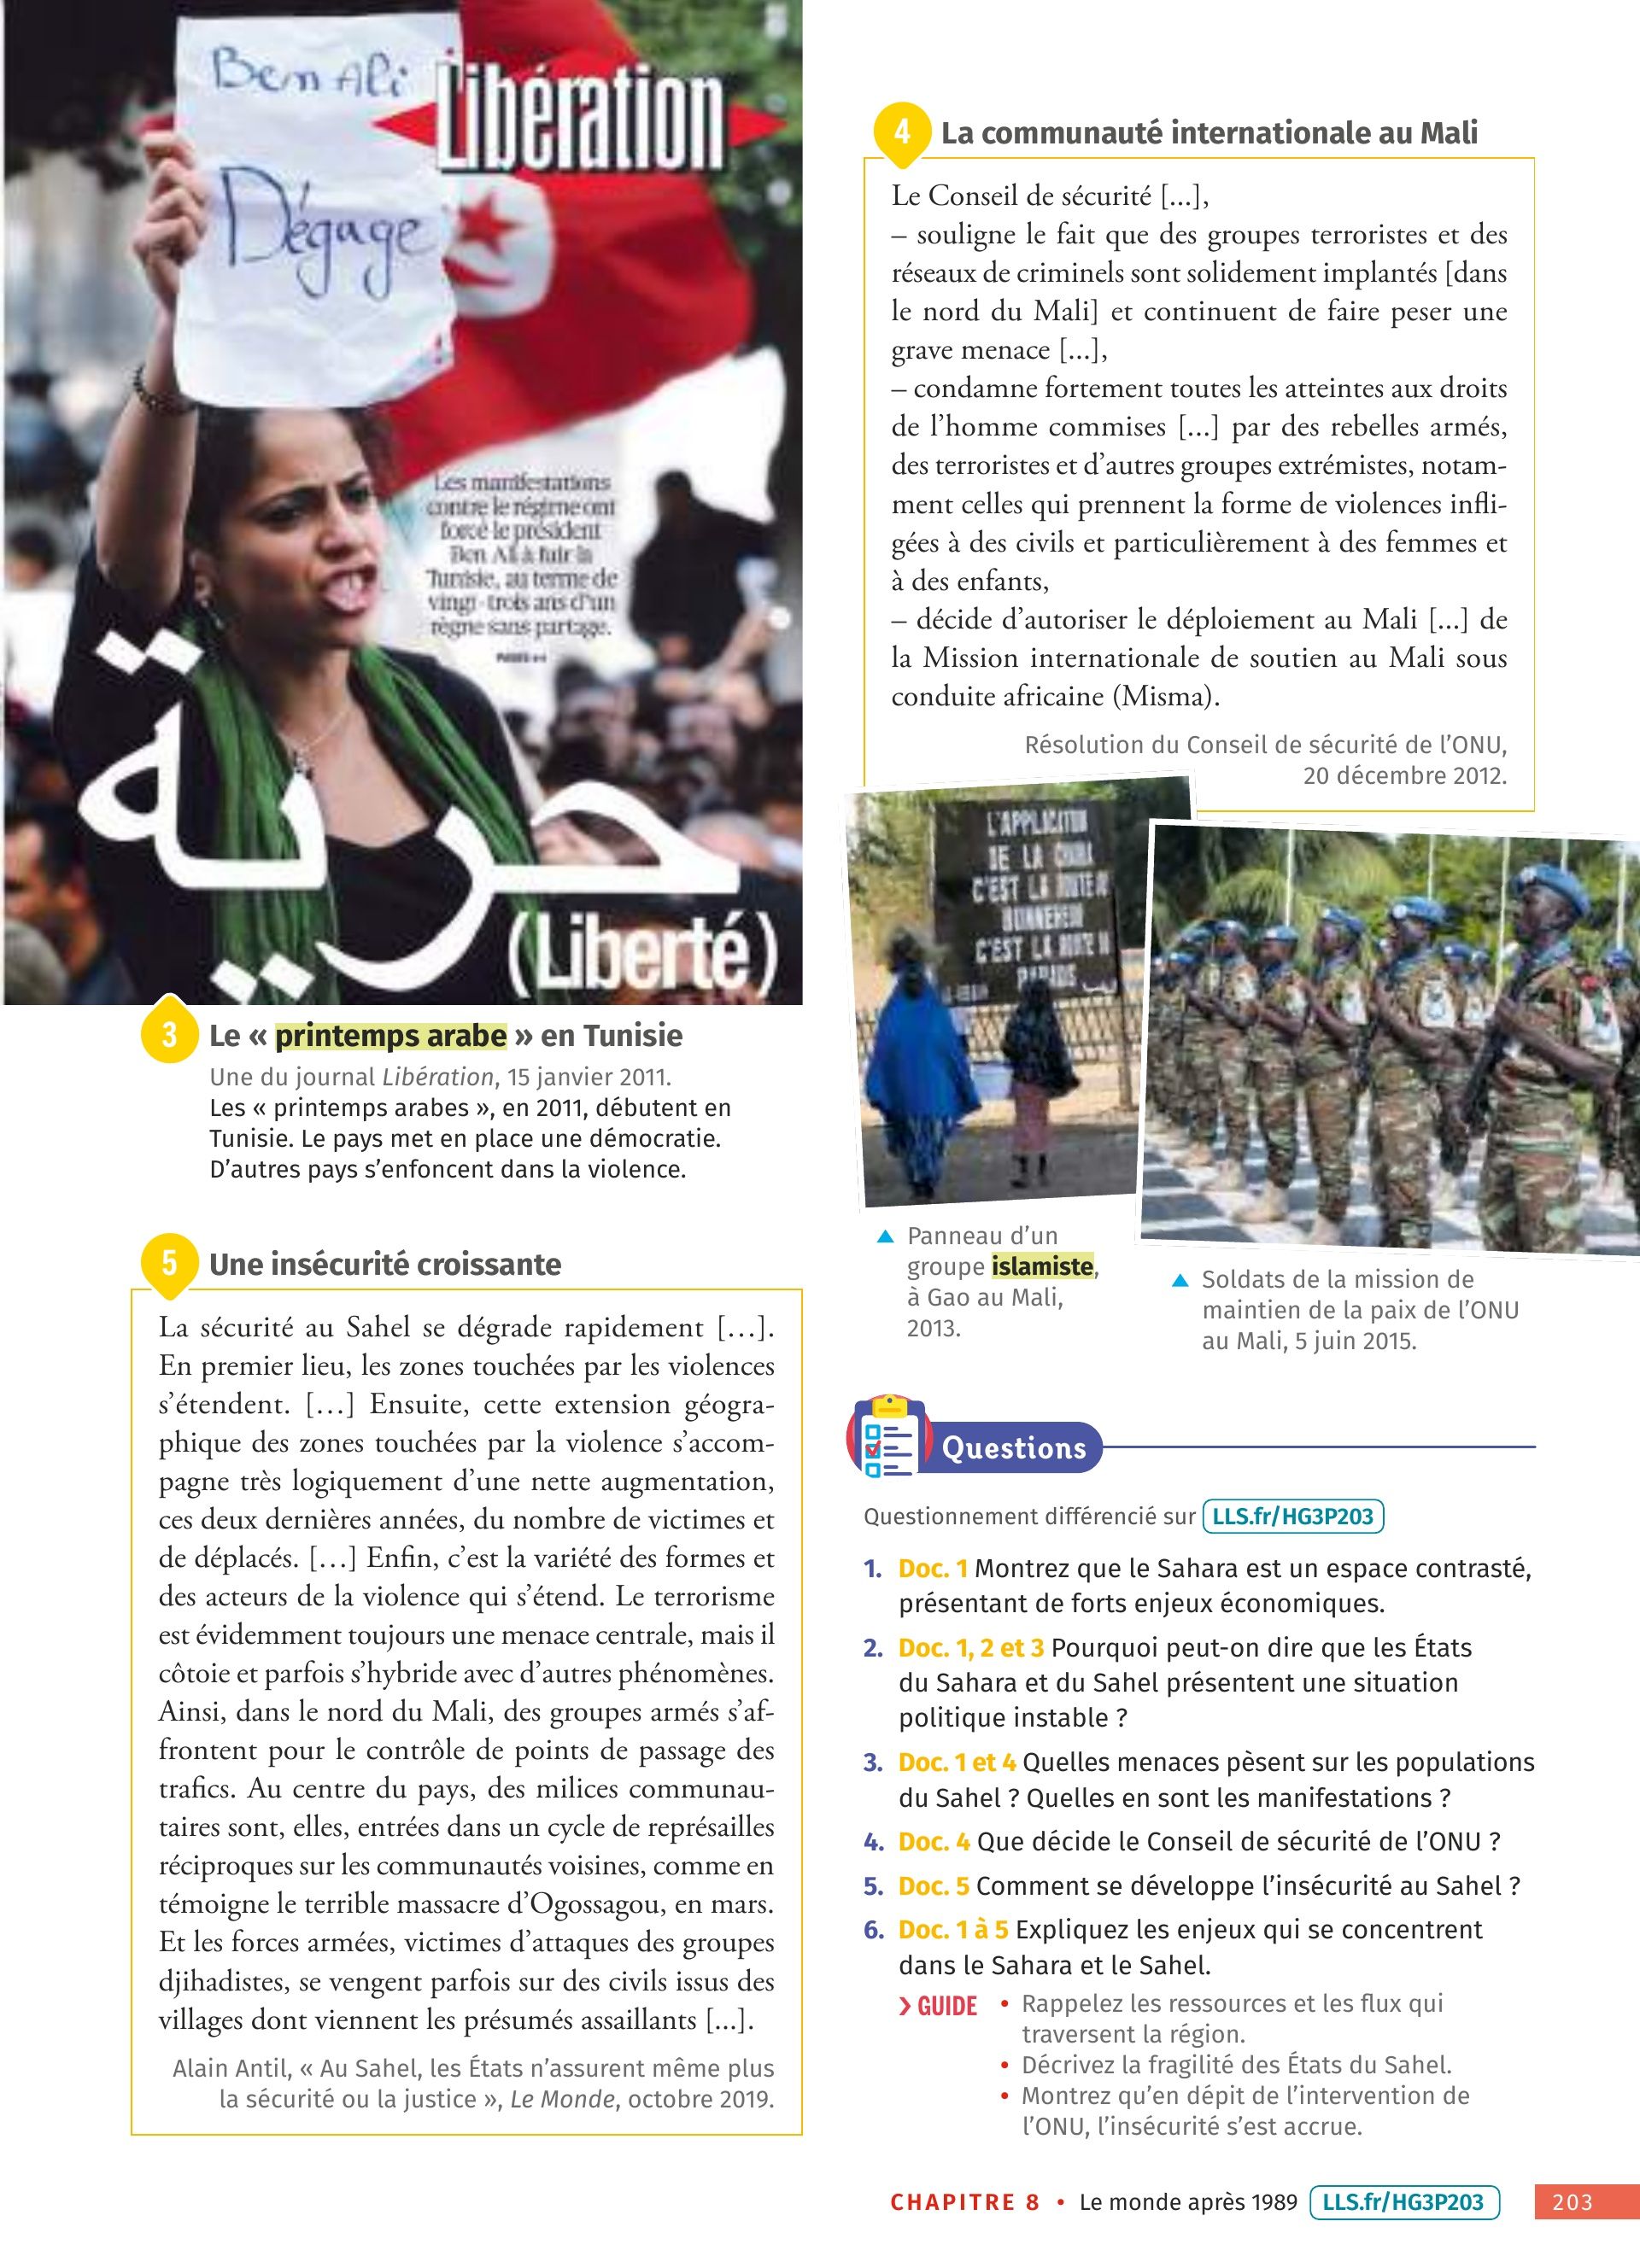 Ben Ali
Libération
Dégage
Les manifestations
contre le régime ont
forcé le président
Ben Ali à fuir la
Tunisie, au terme de
vingt-trois ans d'un
règne sans partage.
حرية
(Liberté)
3 Le « printemps arabe » en Tunisie
Une du journal Libération, 15 janvier 2011.
Les « printemps arabes », en 2011, débutent en
Tunisie. Le pays met en place une démocratie.
D'autres pays s'enfoncent dans la violence.
5 Une insécurité croissante
La sécurité au Sahel se dégrade rapidement […].
En premier lieu, les zones touchées par les violences
s'étendent. […] Ensuite, cette extension géogra-
phique des zones touchées par la violence s'accom-
pagne très logiquement d'une nette augmentation,
ces deux dernières années, du nombre de victimes et
de déplacés. […] Enfin, c'est la variété des formes et
des acteurs de la violence qui s'étend. Le terrorisme
est évidemment toujours une menace centrale, mais il
côtoie et parfois s'hybride avec d'autres phénomènes.
Ainsi, dans le nord du Mali, des groupes armés s'af-
frontent pour le contrôle de points de passage des
trafics. Au centre du pays, des milices communau-
taires sont, elles, entrées dans un cycle de représailles
réciproques sur les communautés voisines, comme en
témoigne le terrible massacre d'Ogossagou, en mars.
Et les forces armées, victimes d'attaques des groupes
djihadistes, se vengent parfois sur des civils issus des
villages dont viennent les présumés assaillants [...].
Alain Antil, « Au Sahel, les États n'assurent même plus
la sécurité ou la justice », Le Monde, octobre 2019.
4 La communauté internationale au Mali
Le Conseil de sécurité [...],
– souligne le fait que des groupes terroristes et des
réseaux de criminels sont solidement implantés [dans
le nord du Mali] et continuent de faire peser une
grave menace [...],
– condamne fortement toutes les atteintes aux droits
de l'homme commises [...] par des rebelles armés,
des terroristes et d'autres groupes extrémistes, notam-
ment celles qui prennent la forme de violences infli-
gées à des civils et particulièrement à des femmes et
à des enfants,
– décide d'autoriser le déploiement au Mali [...] de
la Mission internationale de soutien au Mali sous
conduite africaine (Misma).
Résolution du Conseil de sécurité de l'ONU,
20 décembre 2012.
L'APPLICATION
DE LA
C'EST LA
C'EST LA
▲ Panneau d'un
groupe islamiste,
à Gao au Mali,
2013.
▲ Soldats de la mission de
maintien de la paix de l'ONU
au Mali, 5 juin 2015.
Questions
Questionnement différencié sur LLS.fr/HG3P203
1. Doc. 1 Montrez que le Sahara est un espace contrasté,
présentant de forts enjeux économiques.
2. Doc. 1, 2 et 3 Pourquoi peut-on dire que les États
du Sahara et du Sahel présentent une situation
politique instable ?
3. Doc. 1 et 4 Quelles menaces pèsent sur les populations
du Sahel ? Quelles en sont les manifestations ?
4. Doc. 4 Que décide le Conseil de sécurité de l'ONU ?
5. Doc. 5 Comment se développe l'insécurité au Sahel ?
6. Doc. 1 à 5 Expliquez les enjeux qui se concentrent
dans le Sahara et le Sahel.
› GUIDE • Rappelez les ressources et les flux qui
traversent la région.
• Décrivez la fragilité des États du Sahel.
• Montrez qu'en dépit de l'intervention de
l'ONU, l'insécurité s'est accrue.
CHAPITRE 8 • Le monde après 1989 LLS.fr/HG3P203 203